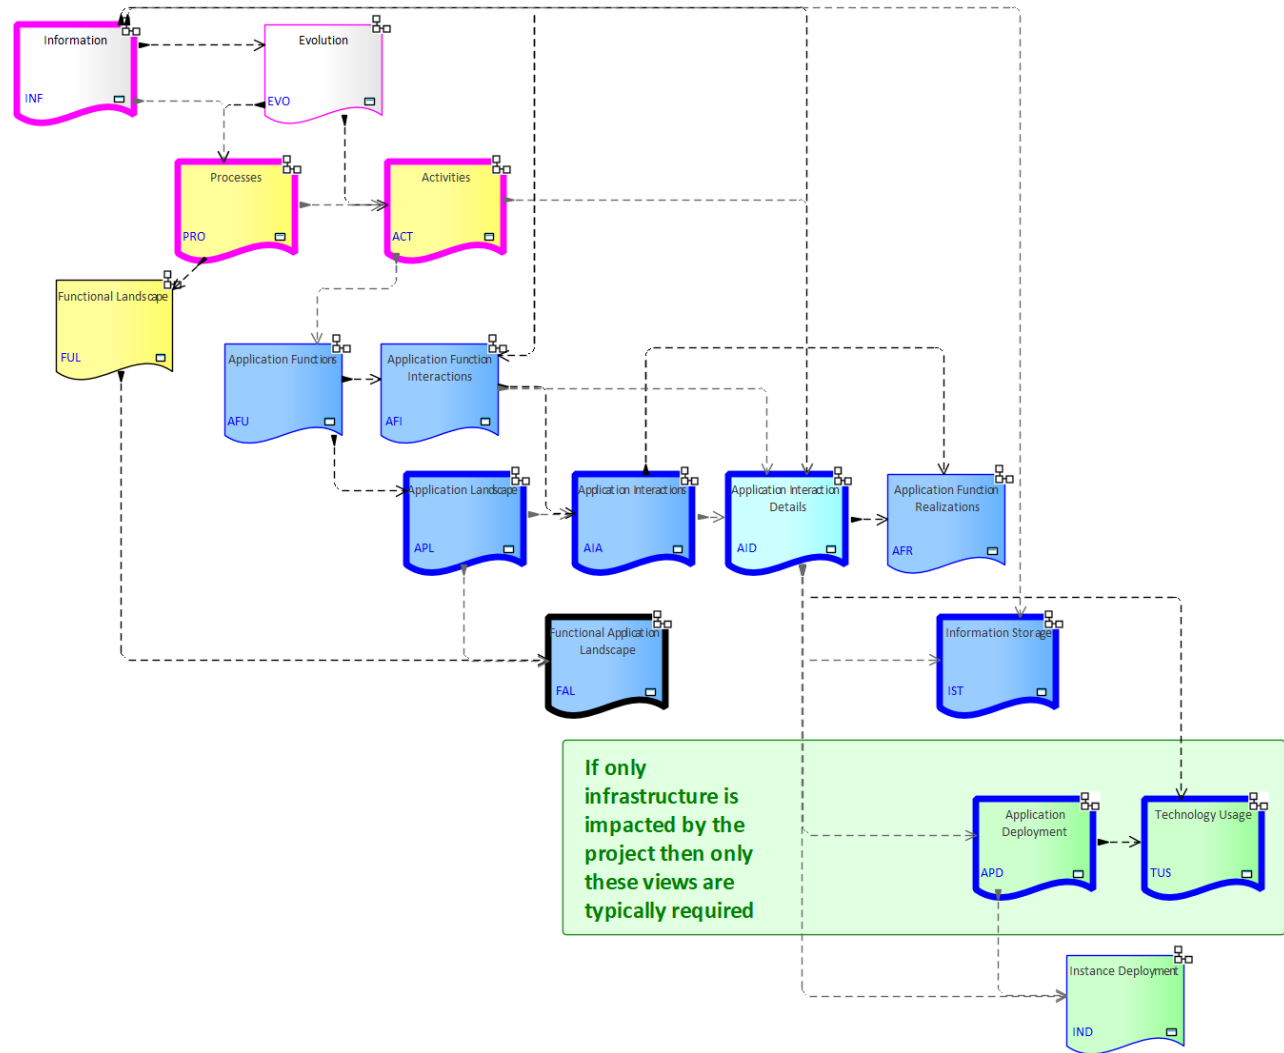 Information
INF
Evolution
EVO
Processes
PRO
Activities
ACT
Functional Landscape
FUL
Application Functions
AFU
Application Function
Interactions
AFI
Application Landscape
APL
Application Interactions
AIA
Application Interaction
Details
AID
Application Function
Realizations
AFR
Functional Application
Landscape
FAL
Information Storage
IST
If only
infrastructure is
impacted by the
project then only
these views are
typically required
Application
Deployment
APD
Technology Usage
TUS
Instance Deployment
IND